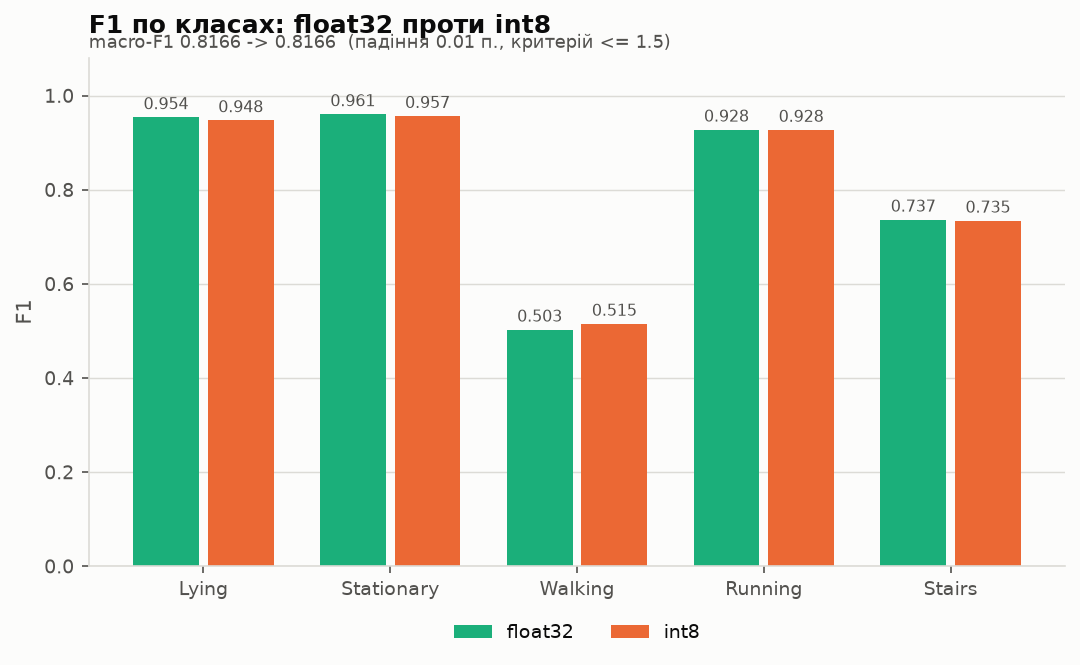 F1 по класах: float32 проти int8
macro-F1 0.8166 -> 0.8166 (падіння 0.01 п., критерій <= 1.5)
F1
1.0
0.8
0.6
0.4
0.2
0.0
0.954 0.948 0.961 0.957 0.503 0.515 0.928 0.928 0.737 0.735
Lying Stationary Walking Running Stairs
float32 int8